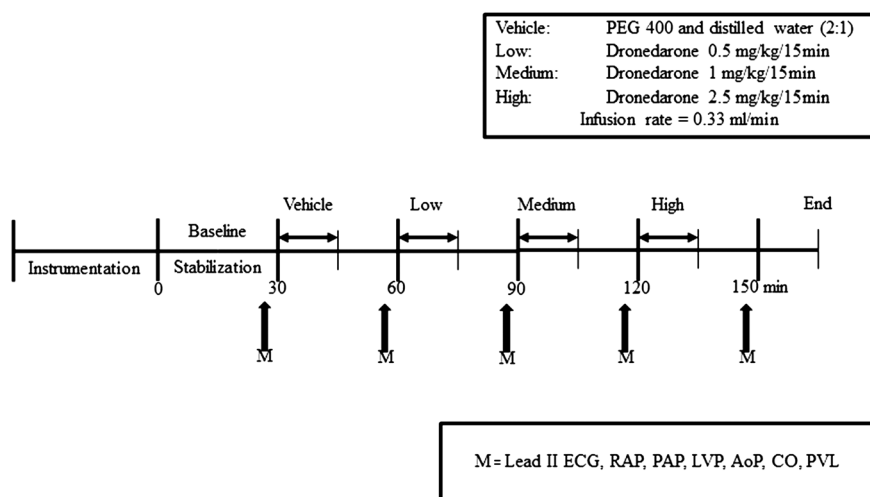 Vehicle: PEG 400 and distilled water (2:1)
Low: Dronedarone 0.5 mg/kg/15min
Medium: Dronedarone 1 mg/kg/15min
High: Dronedarone 2.5 mg/kg/15min
Infusion rate = 0.33 ml/min
Baseline Vehicle Low Medium High End
Instrumentation Stabilization
0 30 60 90 120 150 min
M M M M M
M = Lead II ECG, RAP, PAP, LVP, AoP, CO, PVL